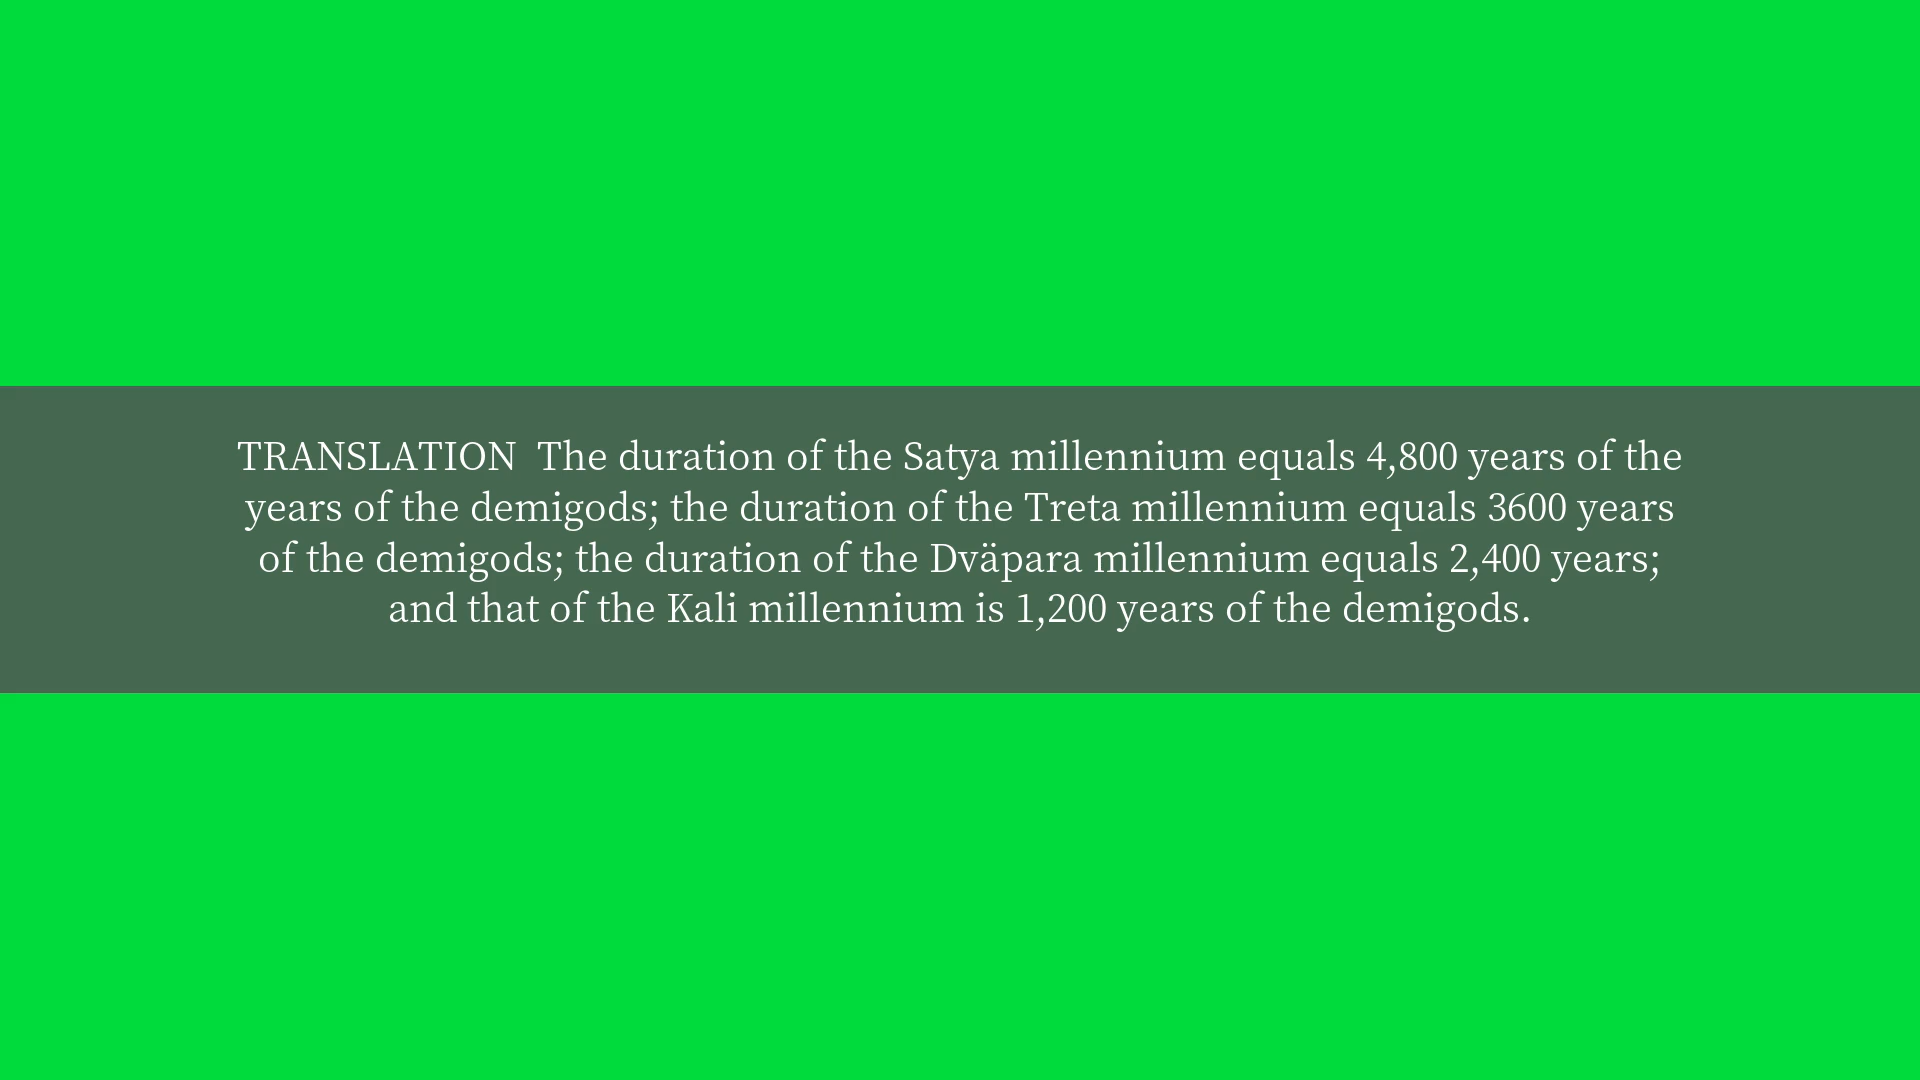 TRANSLATION  The duration of the Satya millennium equals 4,800 years of the
years of the demigods; the duration of the Treta millennium equals 3600 years
of the demigods; the duration of the Dväpara millennium equals 2,400 years;
and that of the Kali millennium is 1,200 years of the demigods.